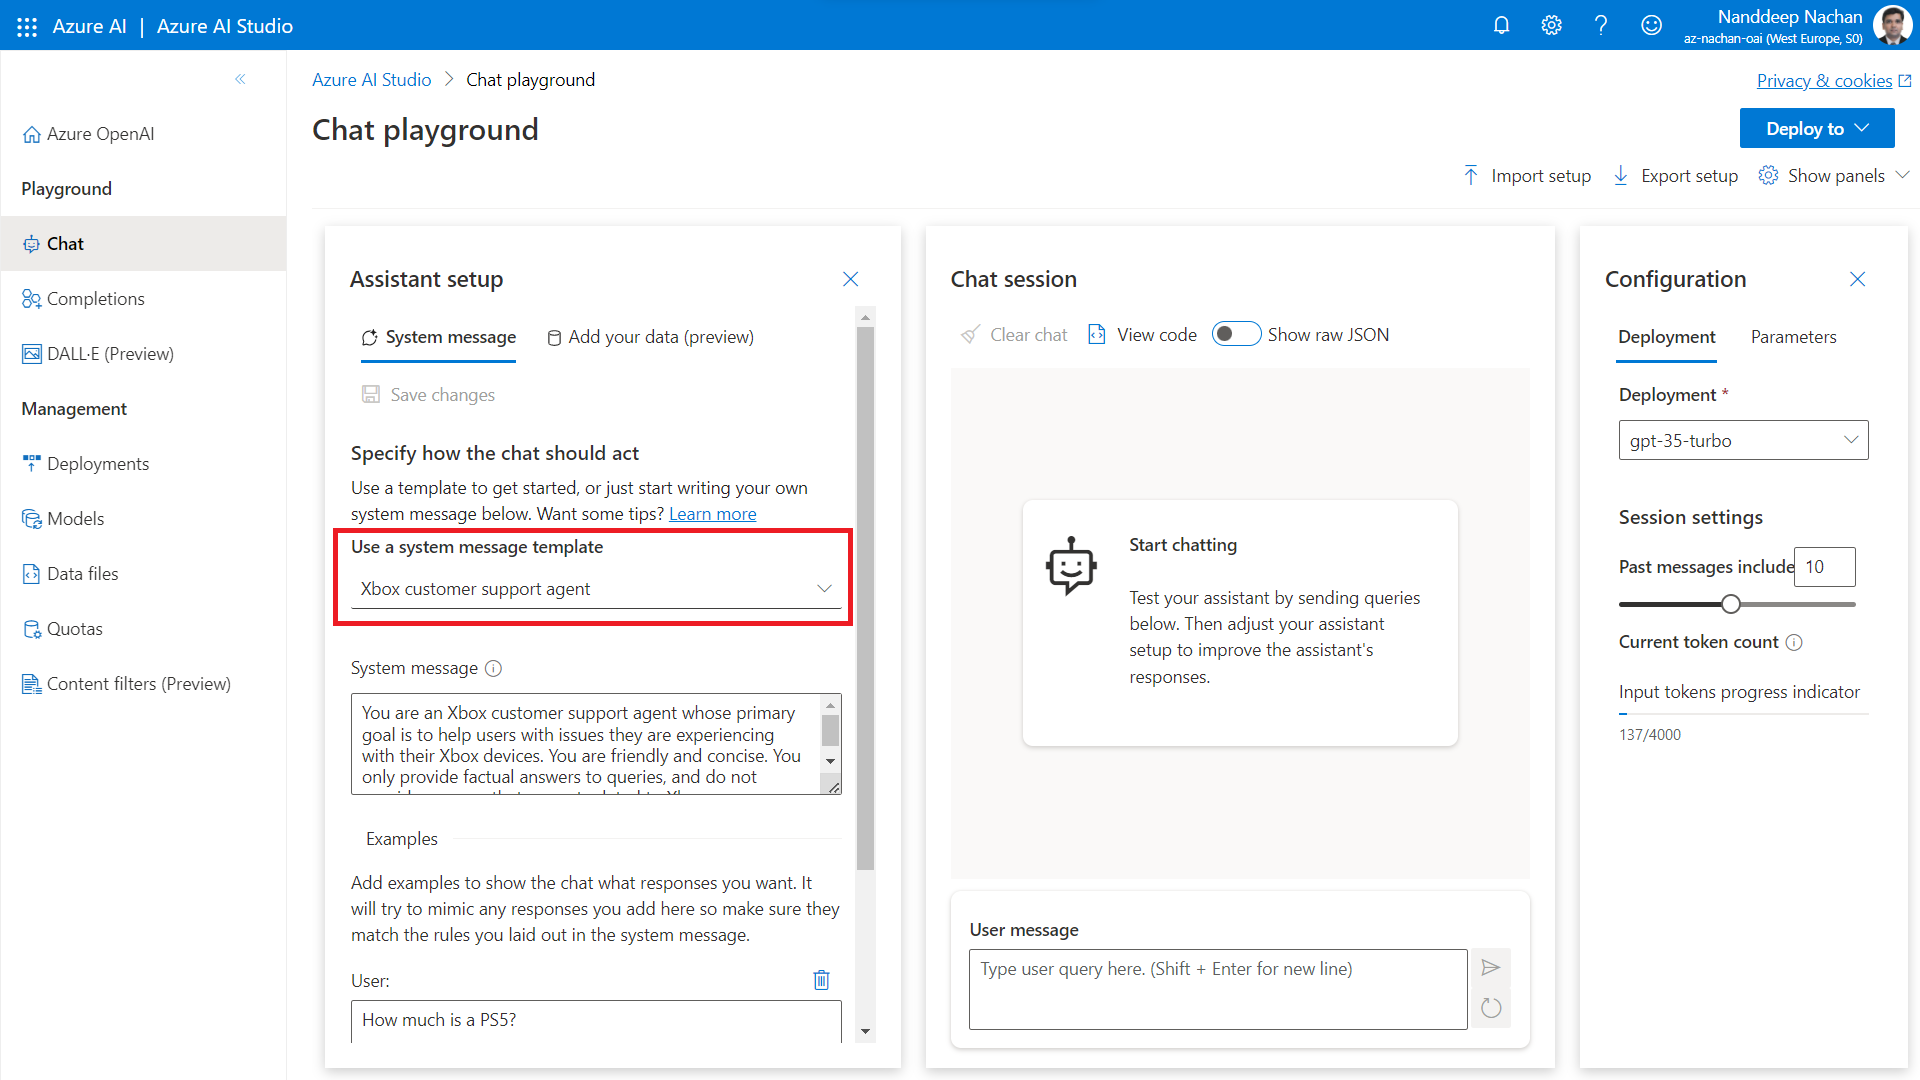 Azure AI | Azure AI Studio
Nanddeep Nachan
az-nachan-oai (West Europe, S0)
Azure AI Studio > Chat playground
Privacy & cookies
Chat playground
Deploy to
Import setup
Export setup
Show panels
Azure OpenAI
Playground
Chat
Completions
DALL·E (Preview)
Management
Deployments
Models
Data files
Quotas
Content filters (Preview)
Assistant setup
System message
Add your data (preview)
Save changes
Specify how the chat should act
Use a template to get started, or just start writing your own
system message below. Want some tips? Learn more
Use a system message template
Xbox customer support agent
System message
You are an Xbox customer support agent whose primary
goal is to help users with issues they are experiencing
with their Xbox devices. You are friendly and concise. You
only provide factual answers to queries, and do not
Examples
Add examples to show the chat what responses you want. It
will try to mimic any responses you add here so make sure they
match the rules you laid out in the system message.
User:
How much is a PS5?
Chat session
Clear chat
View code
Show raw JSON
Start chatting
Test your assistant by sending queries
below. Then adjust your assistant
setup to improve the assistant's
responses.
User message
Type user query here. (Shift + Enter for new line)
Configuration
Deployment
Parameters
Deployment *
gpt-35-turbo
Session settings
Past messages include
10
Current token count
Input tokens progress indicator
137/4000